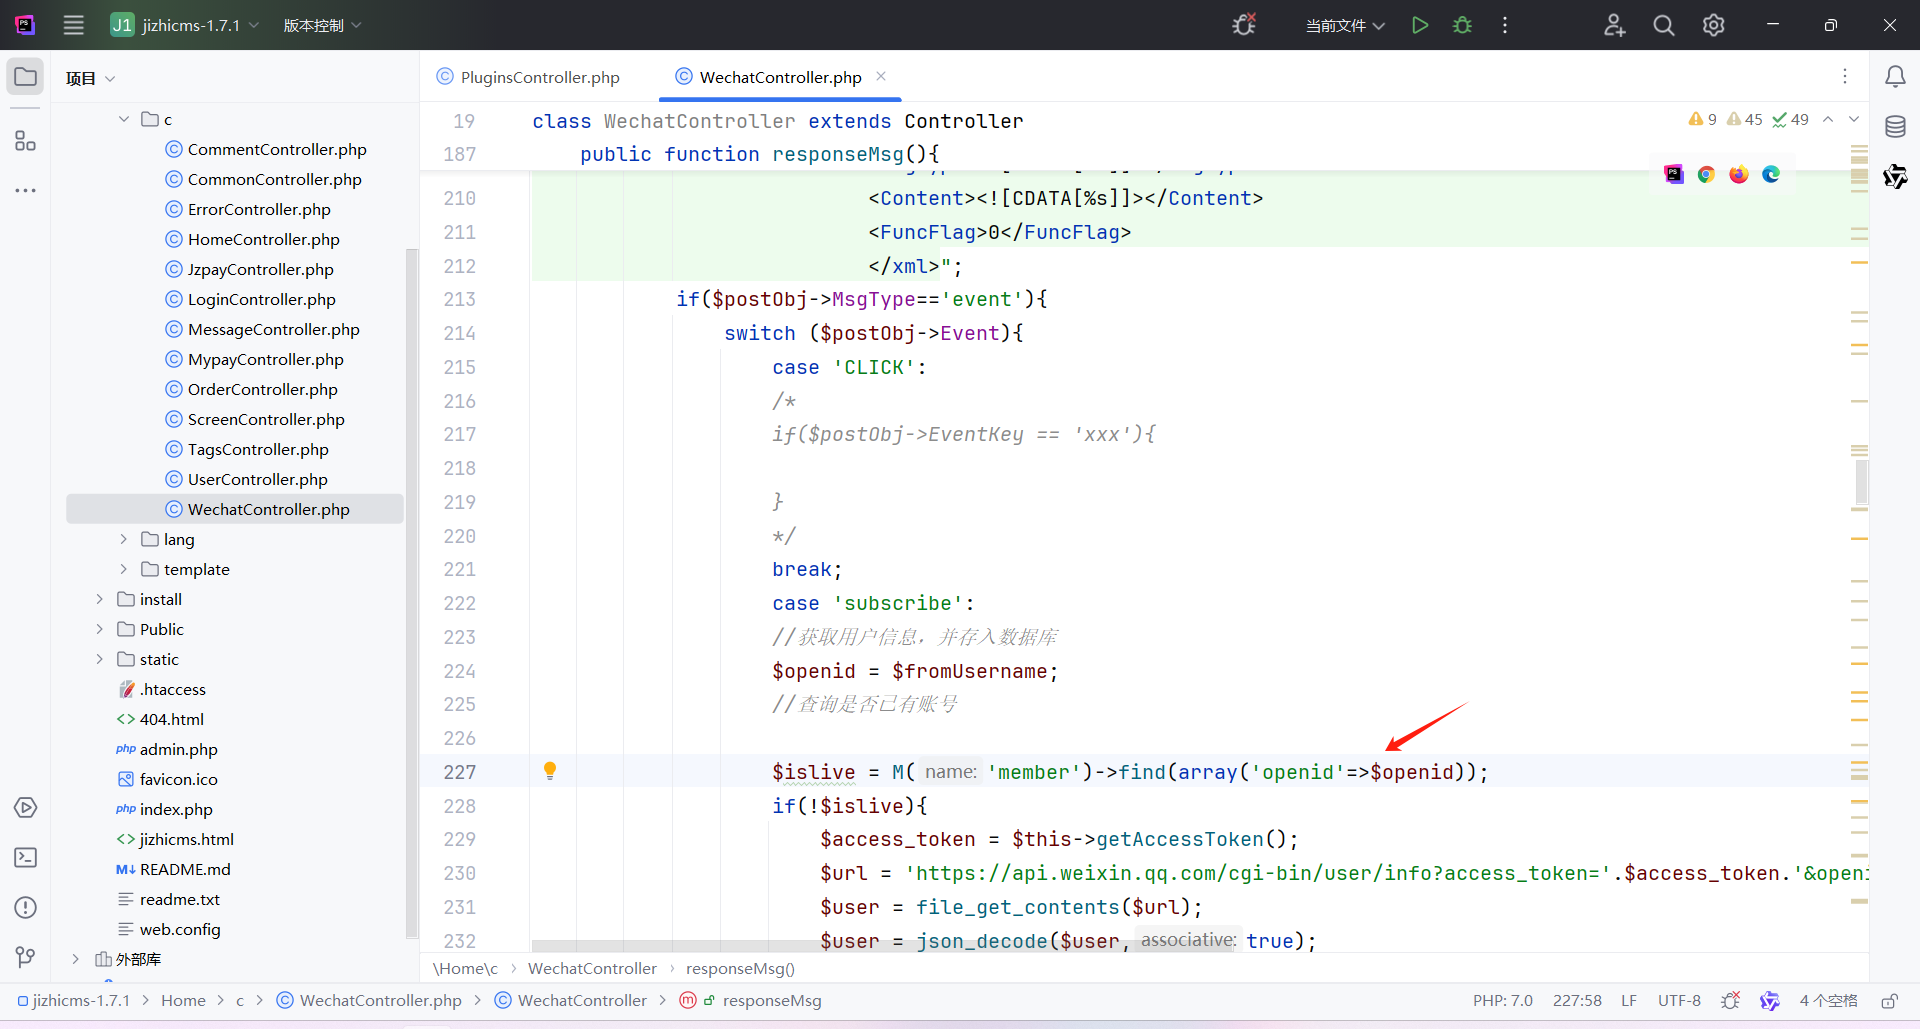 J1 jizhicms-1.7.1 版本控制 当前文件
项目
PluginsController.php WechatController.php
c
CommentController.php
CommonController.php
ErrorController.php
HomeController.php
JzpayController.php
LoginController.php
MessageController.php
MypayController.php
OrderController.php
ScreenController.php
TagsController.php
UserController.php
WechatController.php
lang
template
install
Public
static
.htaccess
<> 404.html
php admin.php
favicon.ico
php index.php
<> jizhicms.html
M↓ README.md
readme.txt
web.config
外部库
9 45 49
19 class WechatController extends Controller
187 public function responseMsg(){
210 <Content><![CDATA[%s]]></Content>
211 <FuncFlag>0</FuncFlag>
212 </xml>";
213 if($postObj->MsgType=='event'){
214 switch ($postObj->Event){
215 case 'CLICK':
216 /*
217 if($postObj->EventKey == 'xxx'){
218
219 }
220 */
221 break;
222 case 'subscribe':
223 //获取用户信息，并存入数据库
224 $openid = $fromUsername;
225 //查询是否已有账号
226
227 $islive = M( name: 'member')->find(array('openid'=>$openid));
228 if(!$islive){
229 $access_token = $this->getAccessToken();
230 $url = 'https://api.weixin.qq.com/cgi-bin/user/info?access_token='.$access_token.'&openi
231 $user = file_get_contents($url);
232 $user = json_decode($user, associative: true);
\Home\c > WechatController > responseMsg()
jizhicms-1.7.1 > Home > c > WechatController.php > WechatController > responseMsg
PHP: 7.0 227:58 LF UTF-8 4 个空格